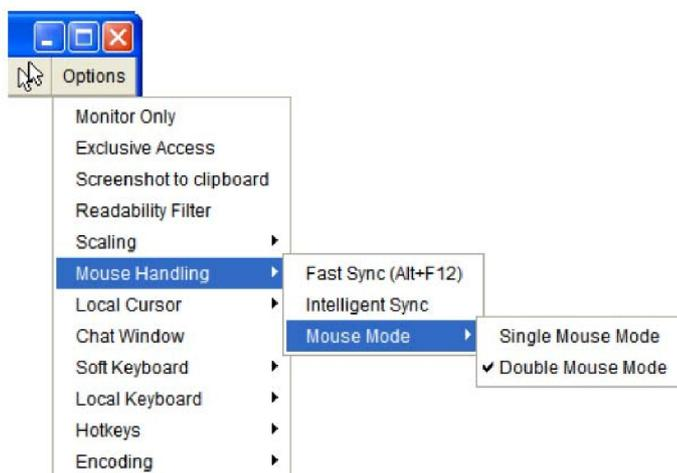 Options
Monitor Only
Exclusive Access
Screenshot to clipboard
Readability Filter
Scaling
Mouse Handling
Local Cursor
Chat Window
Soft Keyboard
Local Keyboard
Hotkeys
Encoding
Fast Sync (Alt+F12)
Intelligent Sync
Mouse Mode
Single Mouse Mode
Double Mouse Mode